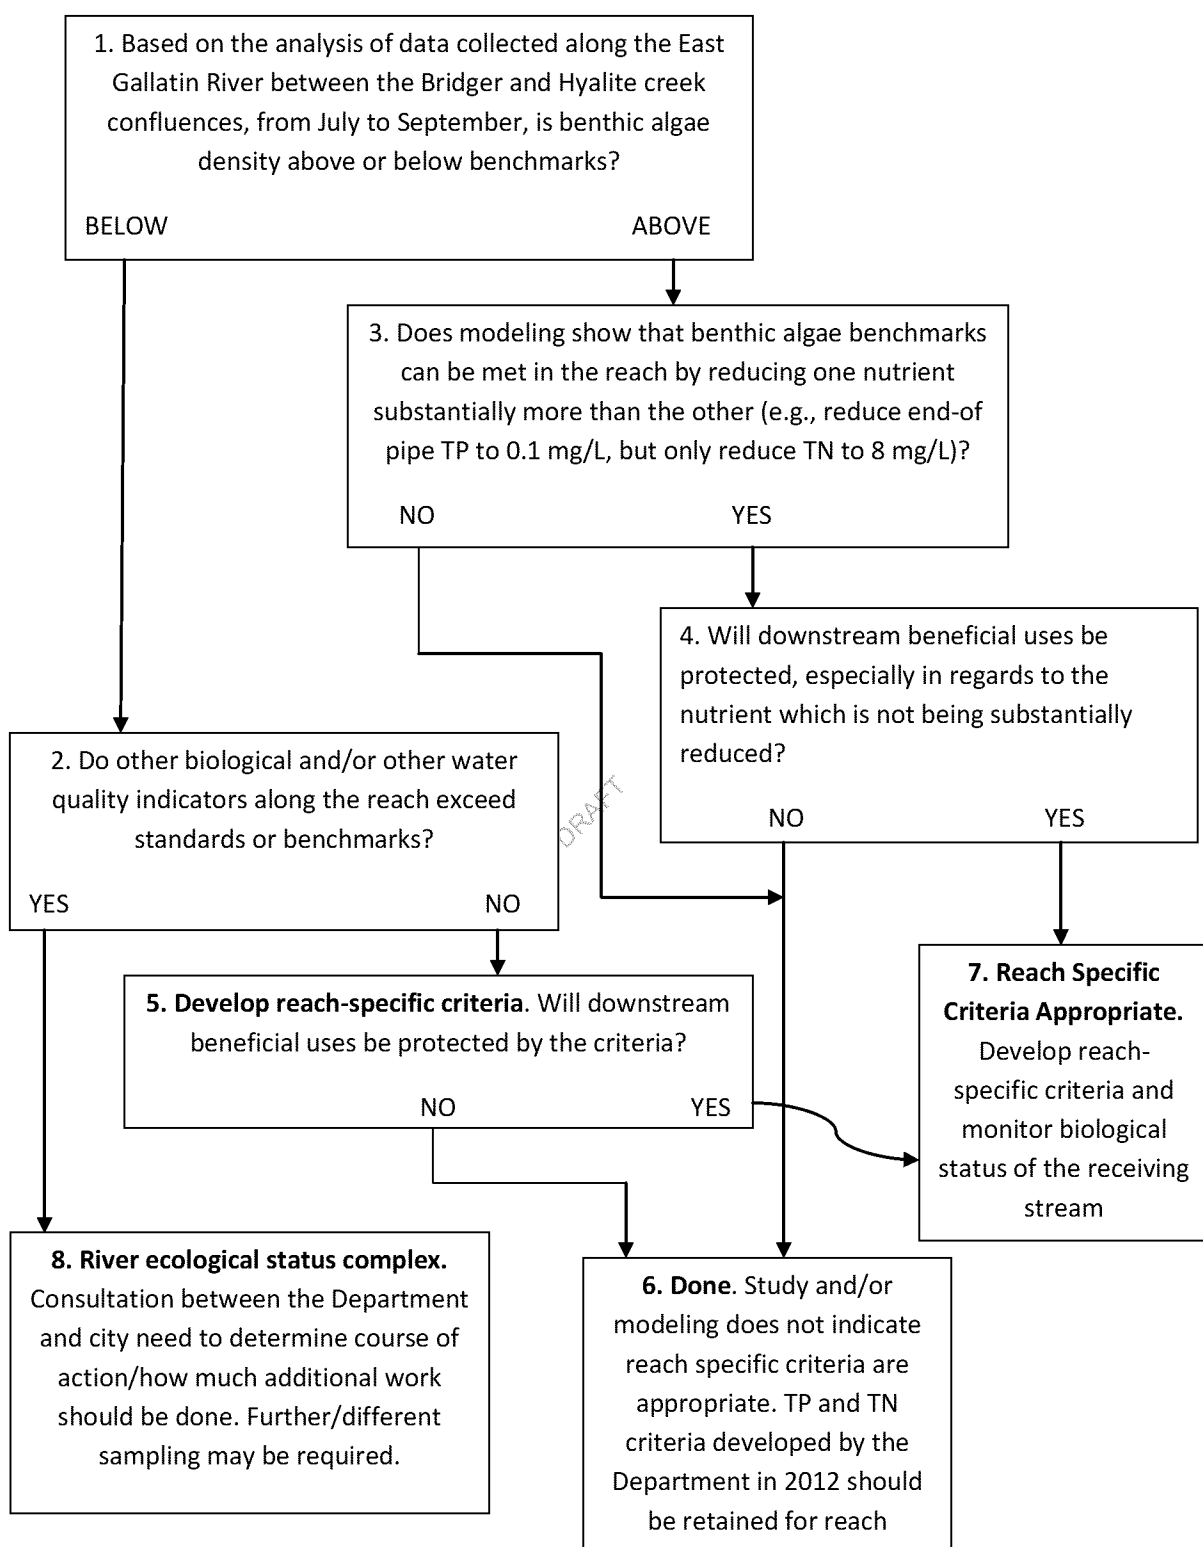 1. Based on the analysis of data collected along the East
Gallatin River between the Bridger and Hyalite creek
confluences, from July to September, is benthic algae
density above or below benchmarks?
BELOW ABOVE
3. Does modeling show that benthic algae benchmarks
can be met in the reach by reducing one nutrient
substantially more than the other (e.g., reduce end-of
pipe TP to 0.1 mg/L, but only reduce TN to 8 mg/L)?
NO YES
4. Will downstream beneficial uses be
protected, especially in regards to the
nutrient which is not being substantially
reduced?
NO YES
2. Do other biological and/or other water
quality indicators along the reach exceed
standards or benchmarks?
YES NO
DRAFT
5. Develop reach-specific criteria. Will downstream
beneficial uses be protected by the criteria?
NO YES
7. Reach Specific
Criteria Appropriate.
Develop reach-
specific criteria and
monitor biological
status of the receiving
stream
8. River ecological status complex.
Consultation between the Department
and city need to determine course of
action/how much additional work
should be done. Further/different
sampling may be required.
6. Done. Study and/or
modeling does not indicate
reach specific criteria are
appropriate. TP and TN
criteria developed by the
Department in 2012 should
be retained for reach